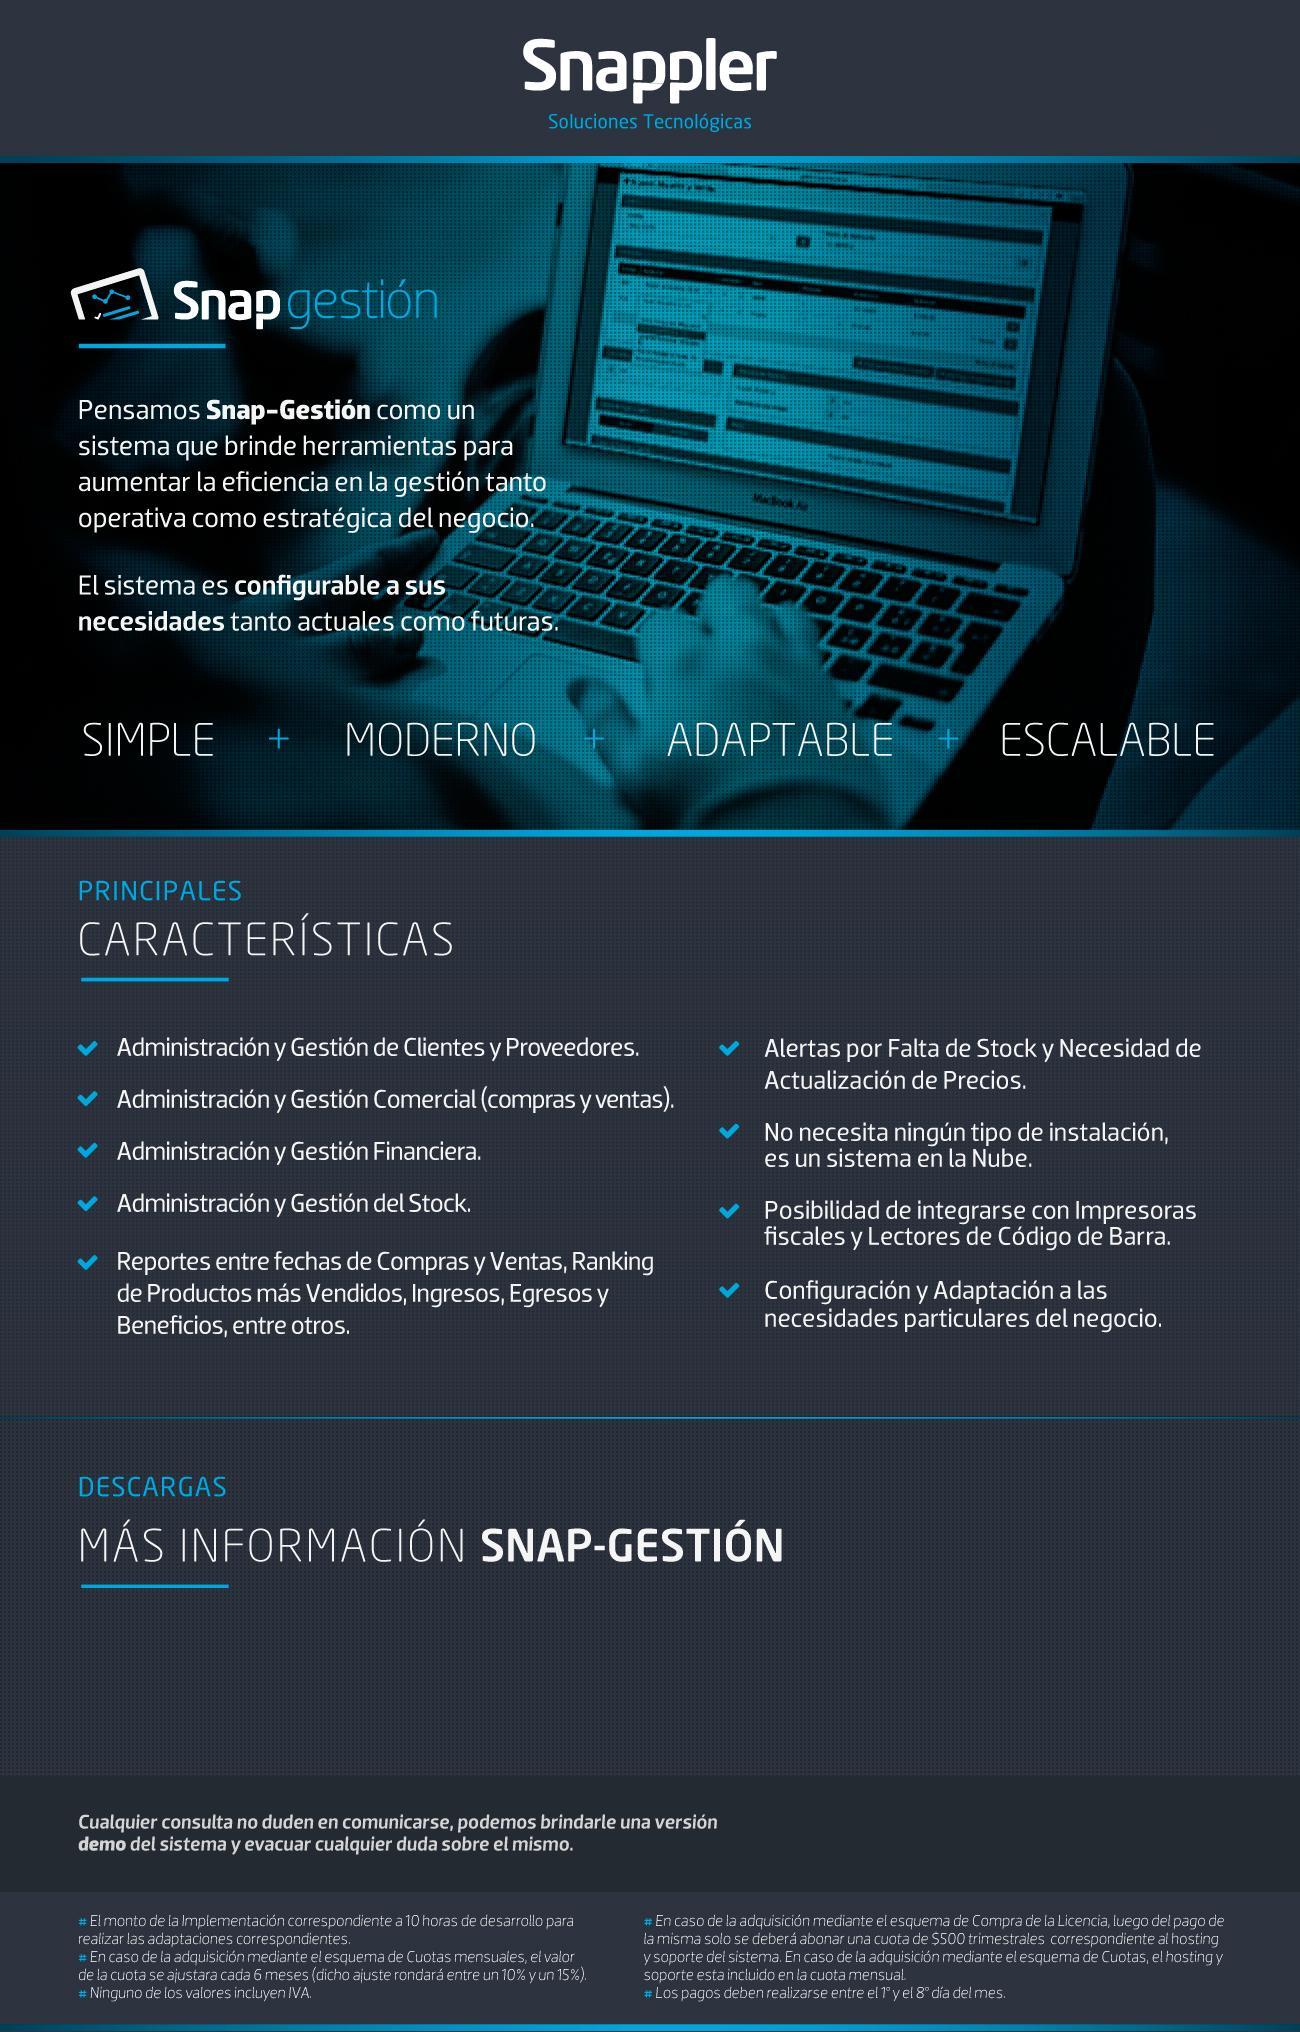 Snappler
Soluciones Tecnológicas
Snap gestión
Pensamos Snap-Gestión como un
sistema que brinde herramientas para
aumentar la eficiencia en la gestión tanto
operativa como estratégica del negocio.
El sistema es configurable a sus
necesidades tanto actuales como futuras.
MacBook Air
SIMPLE + MODERNO + ADAPTABLE + ESCALABLE
PRINCIPALES
CARACTERÍSTICAS
Administración y Gestión de Clientes y Proveedores.
Administración y Gestión Comercial (compras y ventas).
Administración y Gestión Financiera.
Administración y Gestión del Stock.
Reportes entre fechas de Compras y Ventas, Ranking
de Productos más Vendidos, Ingresos, Egresos y
Beneficios, entre otros.
Alertas por Falta de Stock y Necesidad de
Actualización de Precios.
No necesita ningún tipo de instalación,
es un sistema en la Nube.
Posibilidad de integrarse con Impresoras
fiscales y Lectores de Código de Barra.
Configuración y Adaptación a las
necesidades particulares del negocio.
DESCARGAS
MÁS INFORMACIÓN SNAP-GESTIÓN
Cualquier consulta no duden en comunicarse, podemos brindarle una versión
demo del sistema y evacuar cualquier duda sobre el mismo.
# El monto de la Implementación correspondiente a 10 horas de desarrollo para
realizar las adaptaciones correspondientes.
# En caso de la adquisición mediante el esquema de Cuotas mensuales, el valor
de la cuota se ajustara cada 6 meses (dicho ajuste rondará entre un 10% y un 15%).
# Ninguno de los valores incluyen IVA.
# En caso de la adquisición mediante el esquema de Compra de la Licencia, luego del pago de
la misma solo se deberá abonar una cuota de $500 trimestrales correspondiente al hosting
y soporte del sistema. En caso de la adquisición mediante el esquema de Cuotas, el hosting y
soporte esta incluido en la cuota mensual.
# Los pagos deben realizarse entre el 1° y el 8° día del mes.